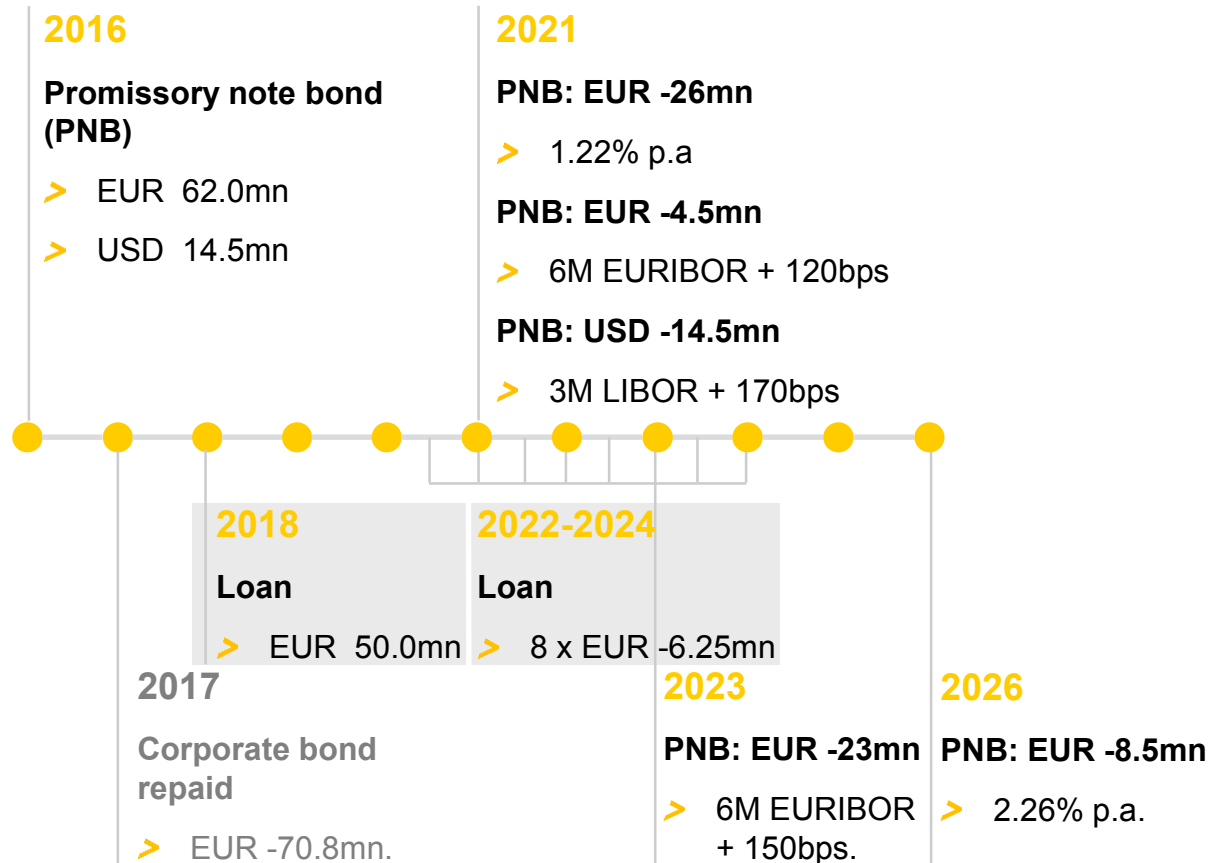 2016
Promissory note bond
(PNB)
> EUR 62.0mn
> USD 14.5mn
2021
PNB: EUR -26mn
> 1.22% p.a
PNB: EUR -4.5mn
> 6M EURIBOR + 120bps
PNB: USD -14.5mn
> 3M LIBOR + 170bps
2018
Loan
> EUR 50.0mn
2022-2024
Loan
> 8 x EUR -6.25mn
2017
Corporate bond
repaid
> EUR -70.8mn.
2023
PNB: EUR -23mn
> 6M EURIBOR
+ 150bps.
2026
PNB: EUR -8.5mn
> 2.26% p.a.